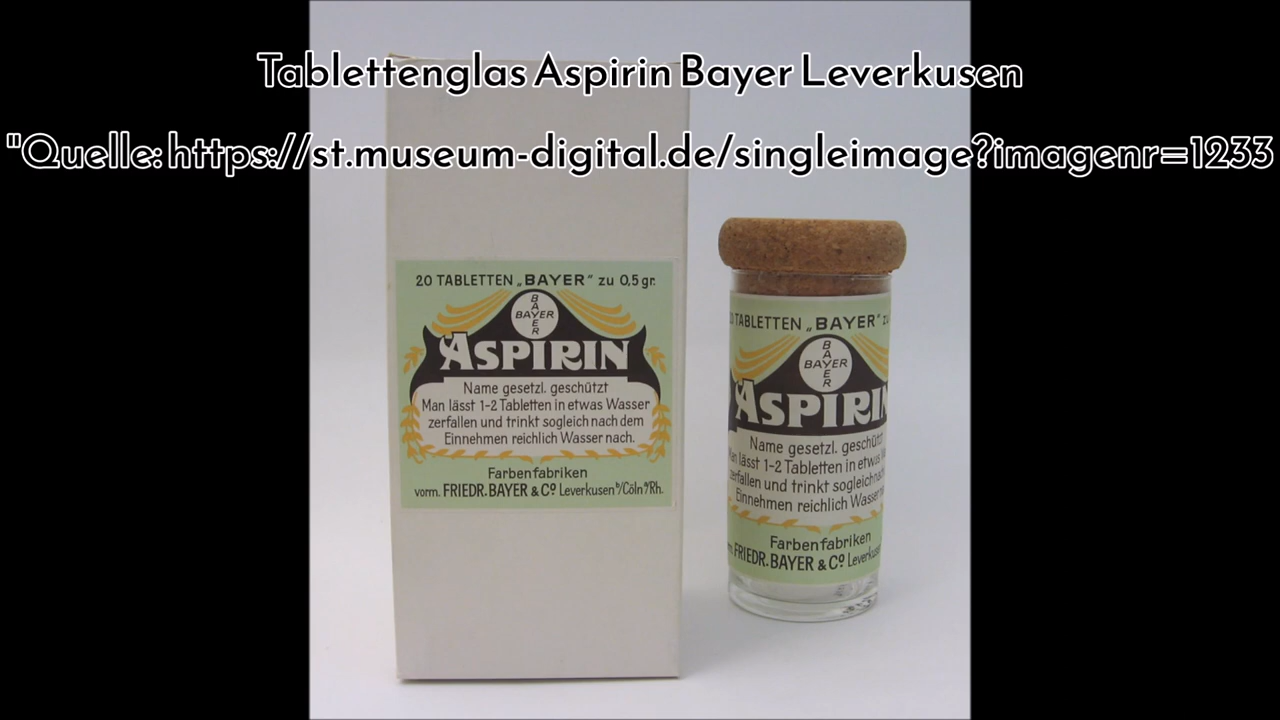 Tablettenglas Aspirin Bayer Leverkusen
"Quelle: https://st.museum-digital.de/singleimage?imagenr=1233
20 TABLETTEN „BAYER“ zu 0,5 gr.
BAYER
BAYER
ASPIRIN
Name gesetzl. geschützt
Man lässt 1-2 Tabletten in etwas Wasser
zerfallen und trinkt sogleich nach dem
Einnehmen reichlich Wasser nach.
Farbenfabriken
vorm. FRIEDR. BAYER & Cº Leverkusen b/Cöln a/Rh.
TABLETTEN „BAYER“
BAYER
BAYER
ASPIRIN
Name gesetzl. geschützt
lässt 1-2 Tabletten in etwas
zerfallen und trinkt sogleich
Einnehmen reichlich Wasser
Farbenfabriken
FRIEDR. BAYER & Cº Leverkusen